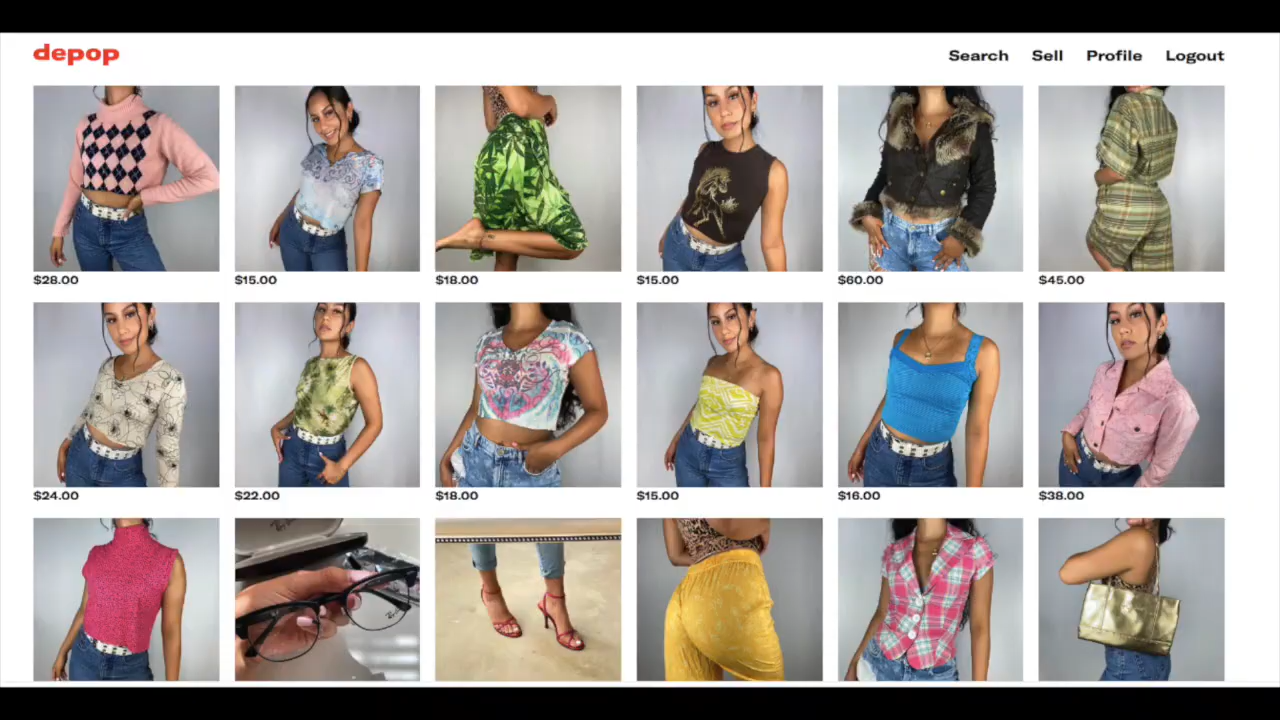 depop
Search Sell Profile Logout
$28.00 $15.00 $18.00 $15.00 $60.00 $45.00
$24.00 $22.00 $18.00 $15.00 $16.00 $38.00